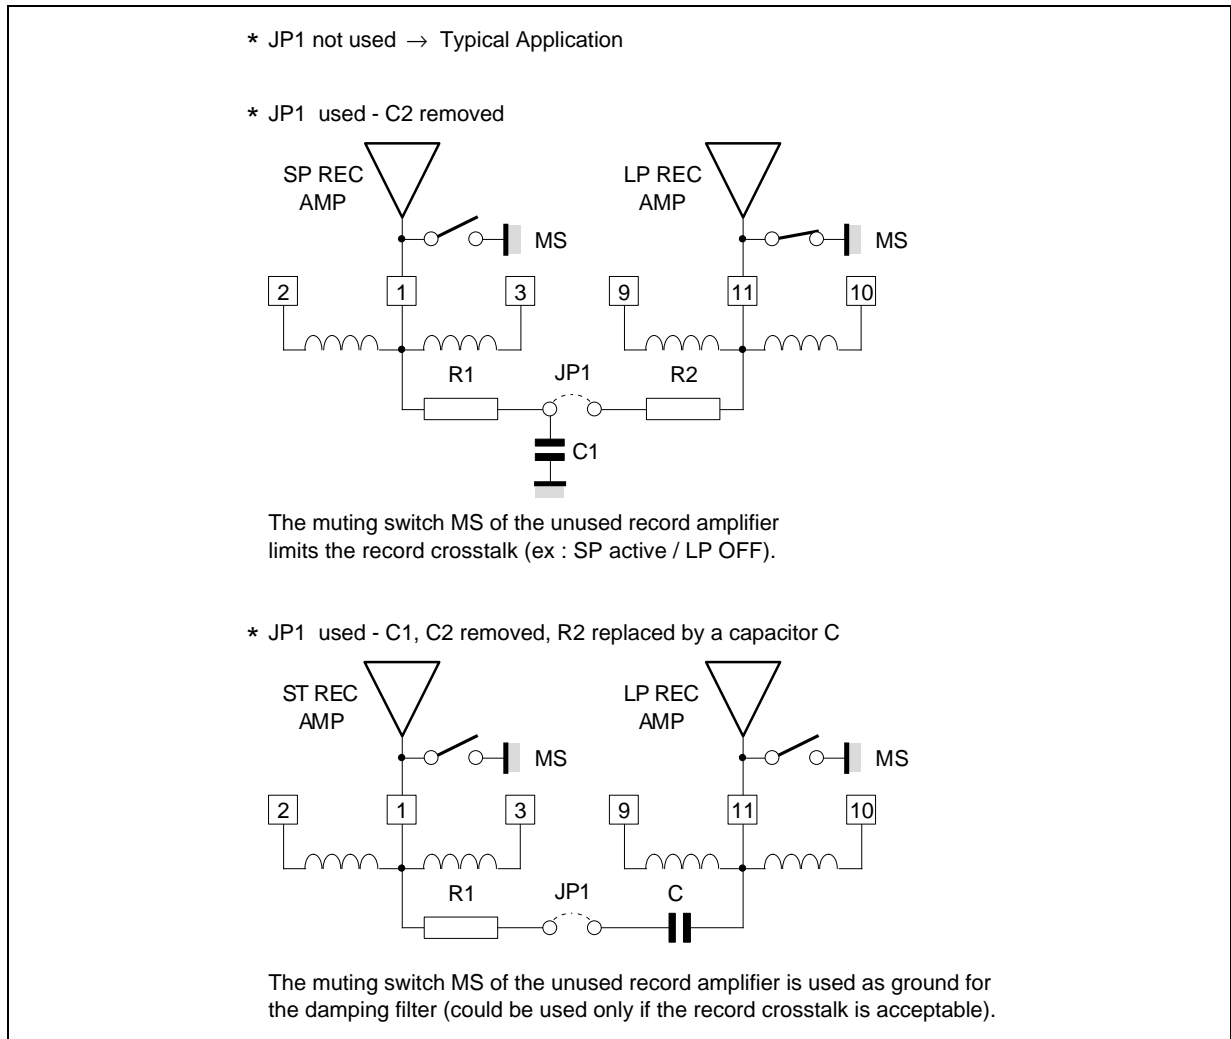 * JP1 not used → Typical Application
* JP1 used - C2 removed
SP REC
AMP
LP REC
AMP
MS
MS
2
1
3
9
11
10
R1
JP1
R2
C1
The muting switch MS of the unused record amplifier
limits the record crosstalk (ex : SP active / LP OFF).
* JP1 used - C1, C2 removed, R2 replaced by a capacitor C
ST REC
AMP
LP REC
AMP
MS
MS
2
1
3
9
11
10
R1
JP1
C
The muting switch MS of the unused record amplifier is used as ground for
the damping filter (could be used only if the record crosstalk is acceptable).